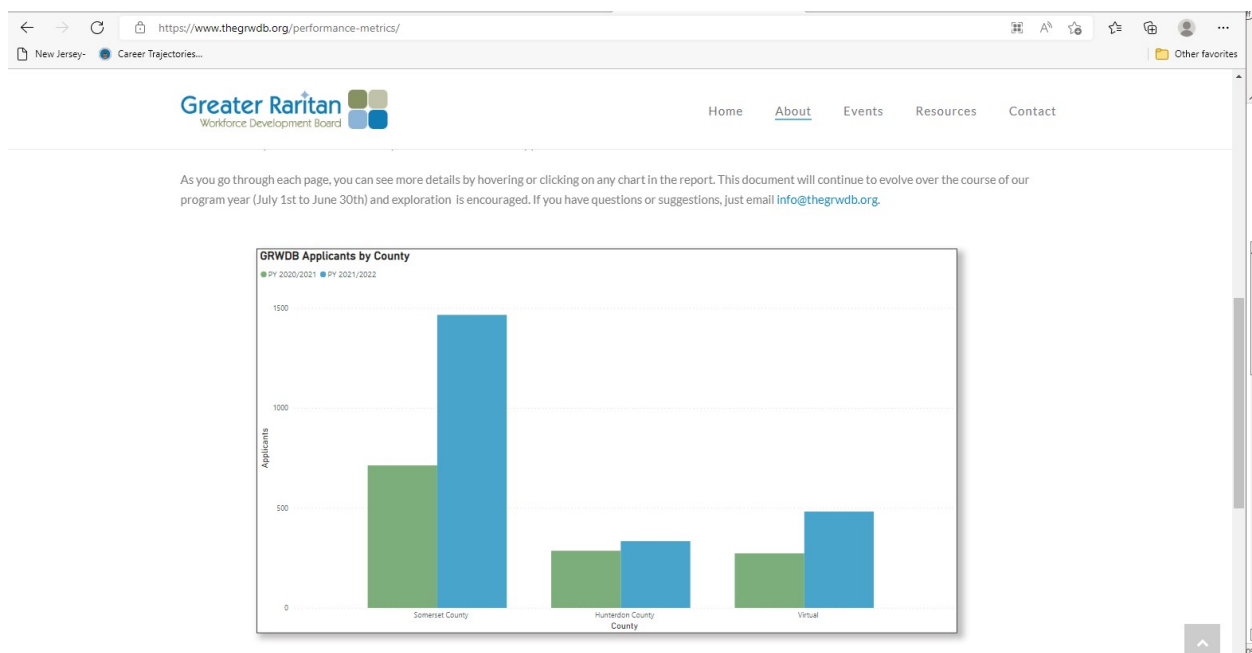 https://www.thegrwdb.org/performance-metrics/
New Jersey-
Career Trajectories...
Other favorites
Greater Raritan
Workforce Development Board
Home
About
Events
Resources
Contact
As you go through each page, you can see more details by hovering or clicking on any chart in the report. This document will continue to evolve over the course of our
program year (July 1st to June 30th) and exploration is encouraged. If you have questions or suggestions, just email info@thegrwdb.org.
GRWDB Applicants by County
PY 2020/2021 PY 2021/2022
1500
1000
500
0
Applicants
Somerset County
Hunterdon County
Virtual
County